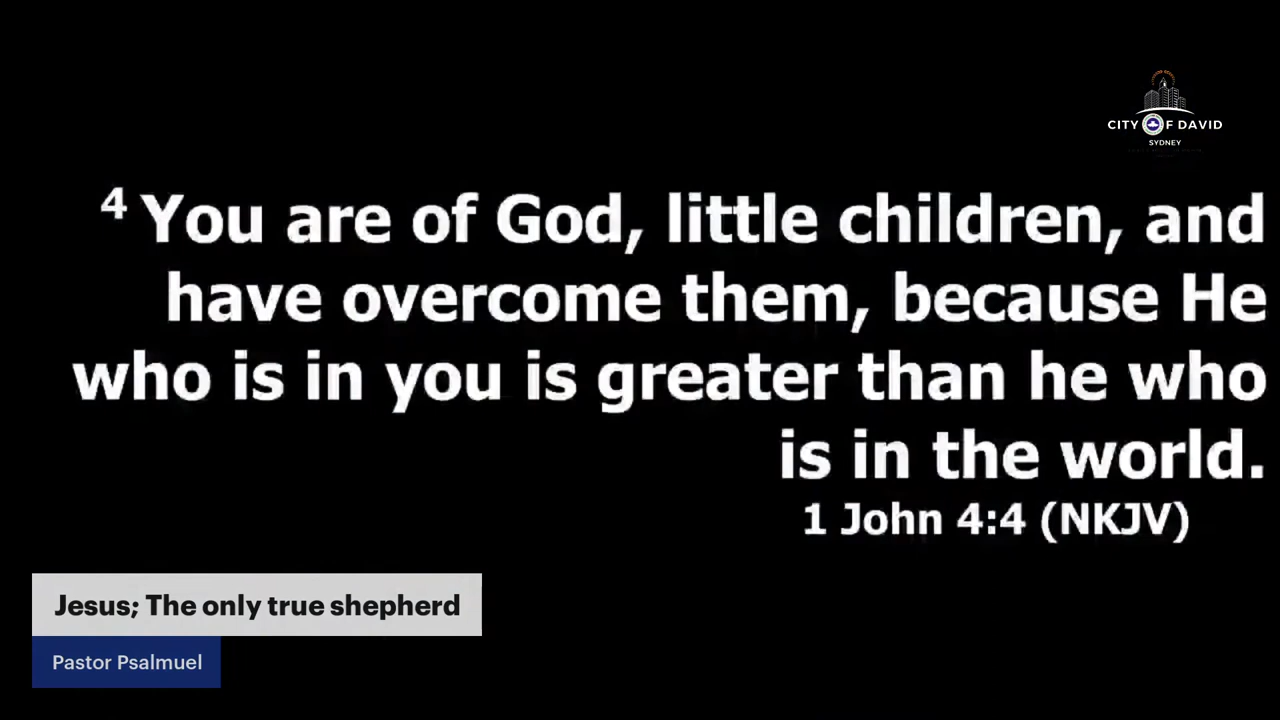 CITY OF DAVID
SYDNEY
4 You are of God, little children, and
have overcome them, because He
who is in you is greater than he who
is in the world.
1 John 4:4 (NKJV)
Jesus; The only true shepherd
Pastor Psalmuel